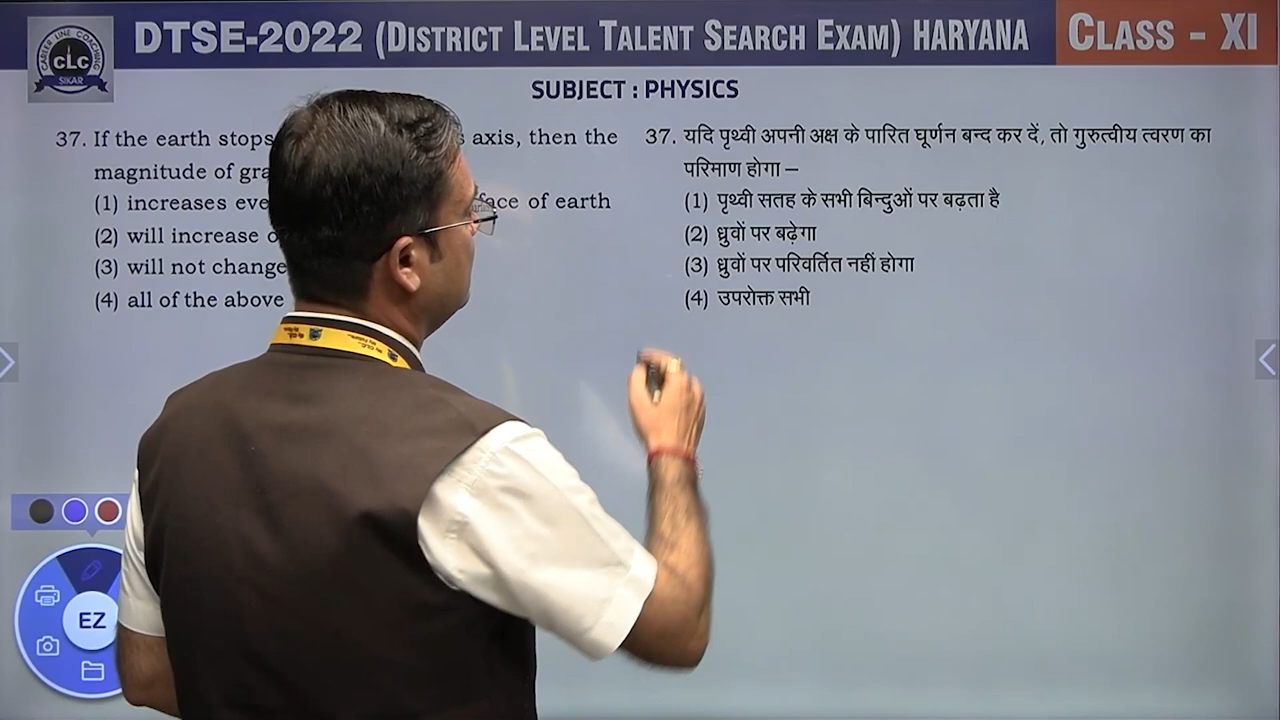 CAREER LINE COACHING
CLC
SIKAR
DTSE-2022 (DISTRICT LEVEL TALENT SEARCH EXAM) HARYANA
CLASS - XI
SUBJECT : PHYSICS
37. If the earth stops axis, then the
magnitude of
(1) increases face of earth
(2) will increase
(3) will not change
(4) all of the above
37. यदि पृथ्वी अपनी अक्ष के पारित घूर्णन बन्द कर दें, तो गुरुत्वीय त्वरण का
परिमाण होगा –
(1) पृथ्वी सतह के सभी बिन्दुओं पर बढ़ता है
(2) ध्रुवों पर बढ़ेगा
(3) ध्रुवों पर परिवर्तित नहीं होगा
(4) उपरोक्त सभी
EZ